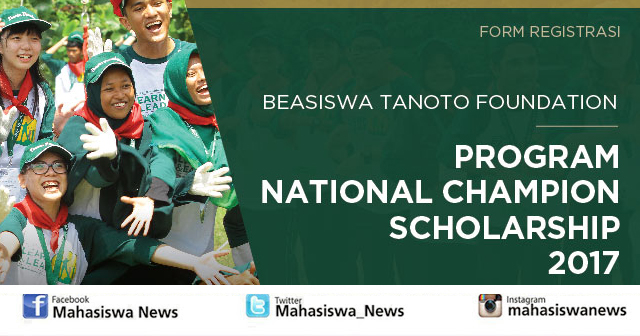 FORM REGISTRASI
BEASISWA TANOTO FOUNDATION
PROGRAM
NATIONAL CHAMPION
SCHOLARSHIP
2017
Facebook
Mahasiswa News
Twitter
Mahasiswa_News
Instagram
mahasiswanews